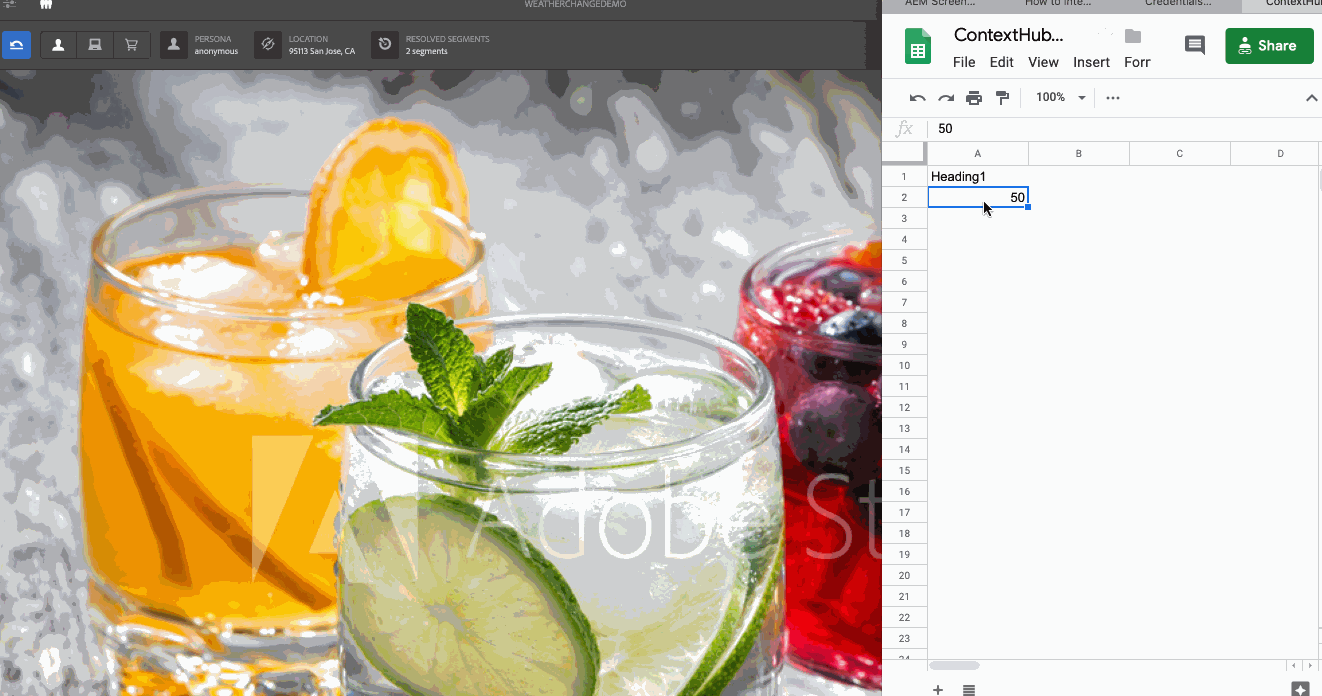 WEATHERCHANGEDEMO
PERSONA
anonymous
LOCATION
95113 San Jose, CA
RESOLVED SEGMENTS
2 segments
Adobe St
AEM Screen...
How to Inte...
Credentials...
ContextHu
ContextHub...
File Edit View Insert Forr
Share
100%
fx 50
A B C D
1 Heading1
2 50
3
4
5
6
7
8
9
10
11
12
13
14
15
16
17
18
19
20
21
22
23
24